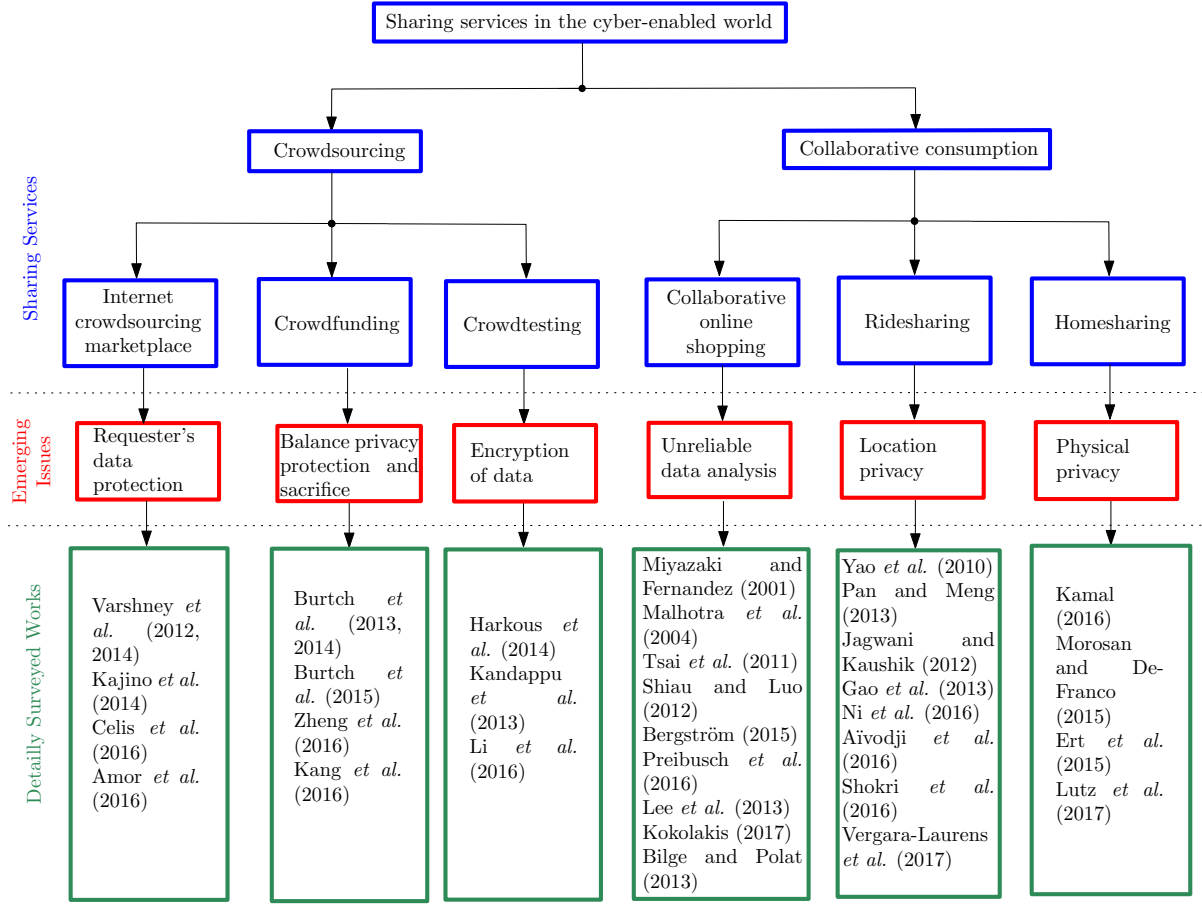 Sharing services in the cyber-enabled world
Crowdsourcing
Collaborative consumption
Sharing Services
Internet
crowdsourcing
marketplace
Crowdfunding
Crowdtesting
Collaborative
online
shopping
Ridesharing
Homesharing
Emerging
Issues
Requester's
data
protection
Balance privacy
protection and
sacrifice
Encryption
of data
Unreliable
data analysis
Location
privacy
Physical
privacy
Detailly Surveyed Works
Varshney et
al. (2012,
2014)
Kajino et al.
(2014)
Celis et al.
(2016)
Amor et al.
(2016)
Burtch et
al. (2013,
2014)
Burtch et
al. (2015)
Zheng et al.
(2016)
Kang et al.
(2016)
Harkous et
al. (2014)
Kandappu
et al.
(2013)
Li et al.
(2016)
Miyazaki and
Fernandez (2001)
Malhotra et al.
(2004)
Tsai et al. (2011)
Shiau and Luo
(2012)
Bergström (2015)
Preibusch et al.
(2016)
Lee et al. (2013)
Kokolakis (2017)
Bilge and Polat
(2013)
Yao et al. (2010)
Pan and Meng
(2013)
Jagwani and
Kaushik (2012)
Gao et al. (2013)
Ni et al. (2016)
Aïvodji et al.
(2016)
Shokri et al.
(2016)
Vergara-Laurens
et al. (2017)
Kamal
(2016)
Morosan
and De-
Franco
(2015)
Ert et al.
(2015)
Lutz et al.
(2017)